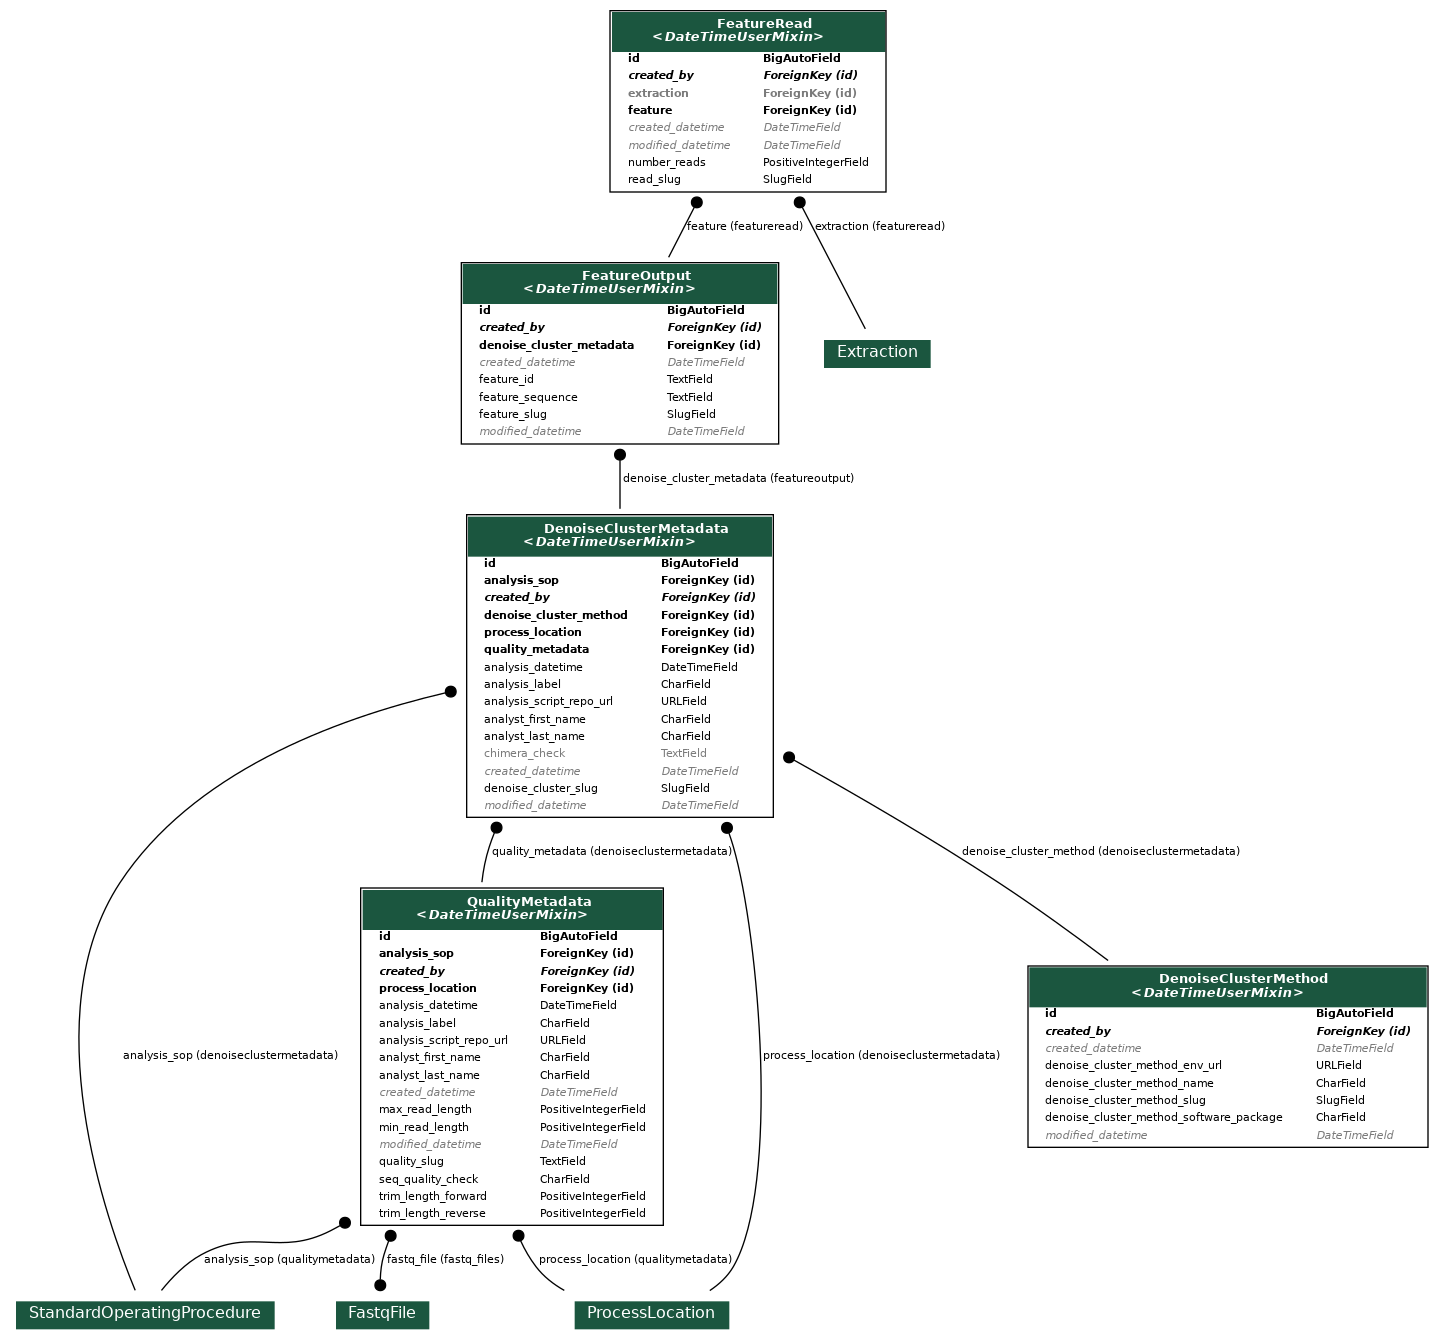 FeatureRead
<DateTimeUserMixin>
id BigAutoField
created_by ForeignKey (id)
extraction ForeignKey (id)
feature ForeignKey (id)
created_datetime DateTimeField
modified_datetime DateTimeField
number_reads PositiveIntegerField
read_slug SlugField
feature (featureread) extraction (featureread)
FeatureOutput
<DateTimeUserMixin>
id BigAutoField
created_by ForeignKey (id)
denoise_cluster_metadata ForeignKey (id)
created_datetime DateTimeField
feature_id TextField
feature_sequence TextField
feature_slug SlugField
modified_datetime DateTimeField
Extraction
denoise_cluster_metadata (featureoutput)
DenoiseClusterMetadata
<DateTimeUserMixin>
id BigAutoField
analysis_sop ForeignKey (id)
created_by ForeignKey (id)
denoise_cluster_method ForeignKey (id)
process_location ForeignKey (id)
quality_metadata ForeignKey (id)
analysis_datetime DateTimeField
analysis_label CharField
analysis_script_repo_url URLField
analyst_first_name CharField
analyst_last_name CharField
chimera_check TextField
created_datetime DateTimeField
denoise_cluster_slug SlugField
modified_datetime DateTimeField
quality_metadata (denoiseclustermetadata)
denoise_cluster_method (denoiseclustermetadata)
QualityMetadata
<DateTimeUserMixin>
id BigAutoField
analysis_sop ForeignKey (id)
created_by ForeignKey (id)
process_location ForeignKey (id)
analysis_datetime DateTimeField
analysis_label CharField
analysis_script_repo_url URLField
analyst_first_name CharField
analyst_last_name CharField
created_datetime DateTimeField
max_read_length PositiveIntegerField
min_read_length PositiveIntegerField
modified_datetime DateTimeField
quality_slug TextField
seq_quality_check CharField
trim_length_forward PositiveIntegerField
trim_length_reverse PositiveIntegerField
DenoiseClusterMethod
<DateTimeUserMixin>
id BigAutoField
created_by ForeignKey (id)
created_datetime DateTimeField
denoise_cluster_method_env_url URLField
denoise_cluster_method_name CharField
denoise_cluster_method_slug SlugField
denoise_cluster_method_software_package CharField
modified_datetime DateTimeField
analysis_sop (denoiseclustermetadata)
process_location (denoiseclustermetadata)
analysis_sop (qualitymetadata) fastq_file (fastq_files) process_location (qualitymetadata)
StandardOperatingProcedure
FastqFile
ProcessLocation